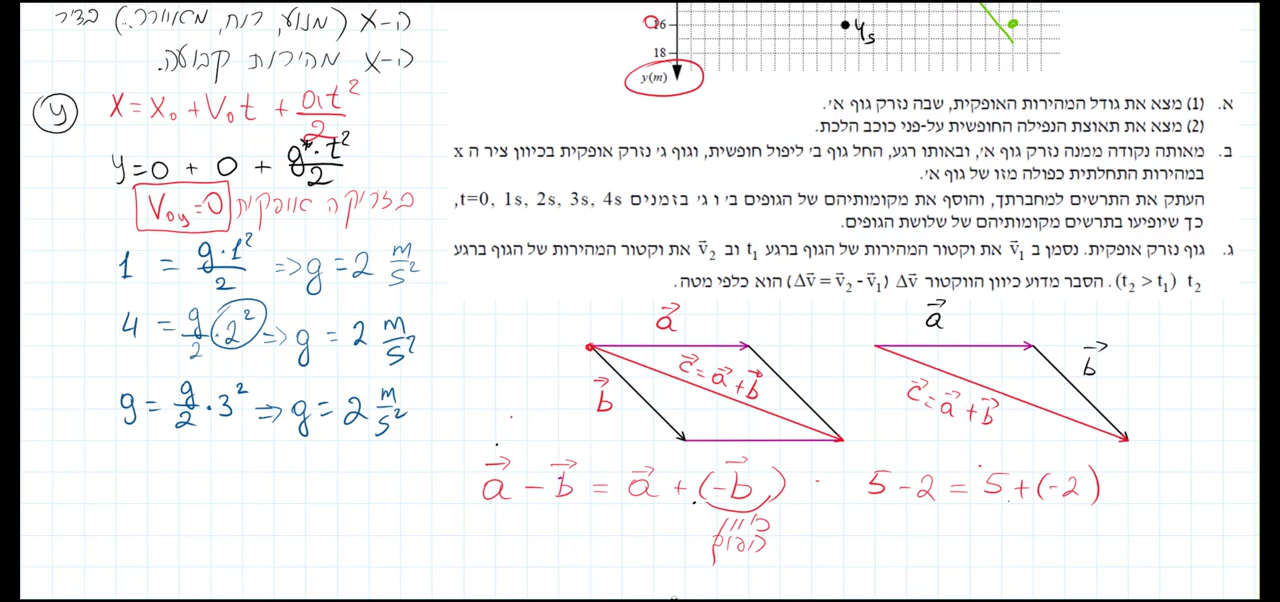 ה-x (מנוע, רוח, מאוורר..) בציר
ה-x מהירות קבועה.
y
x = x₀ + v₀t + at²/2
y = 0 + 0 + g*·t²/2
V₀y = 0 בזריקה אופקית
1 = g·1²/2 => g = 2 m/s²
4 = g/2 · 2² => g = 2 m/s²
9 = g/2 · 3² => g = 2 m/s²
16
y₅
18
y(m)
א. (1) מצא את גודל המהירות האופקית, שבה נזרק גוף א׳.
(2) מצא את תאוצת הנפילה החופשית על-פני כוכב הלכת.
ב. מאותה נקודה ממנה נזרק גוף א׳, ובאותו רגע, החל גוף ב׳ ליפול חופשית, וגוף ג׳ נזרק אופקית בכיוון ציר ה x
במהירות התחלתית כפולה מזו של גוף א׳.
העתק את התרשים למחברתך, והוסף את מקומותיהם של הגופים ב׳ ו ג׳ בזמנים t=0, 1s, 2s, 3s, 4s,
כך שיופיעו בתרשים מקומותיהם של שלושת הגופים.
ג. גוף נזרק אופקית. נסמן ב v⃗₁ את וקטור המהירות של הגוף ברגע t₁ וב v⃗₂ את וקטור המהירות של הגוף ברגע
t₂ (t₂ > t₁). הסבר מדוע כיוון הווקטור Δv⃗ (Δv⃗ = v⃗₂ - v⃗₁) הוא כלפי מטה.
a⃗
b⃗
c⃗ = a⃗ + b⃗
a⃗
b⃗
c⃗ = a⃗ + b⃗
a⃗ − b⃗ = a⃗ + (−b⃗)
כיוון
הפוך
5 − 2 = 5 + (−2)